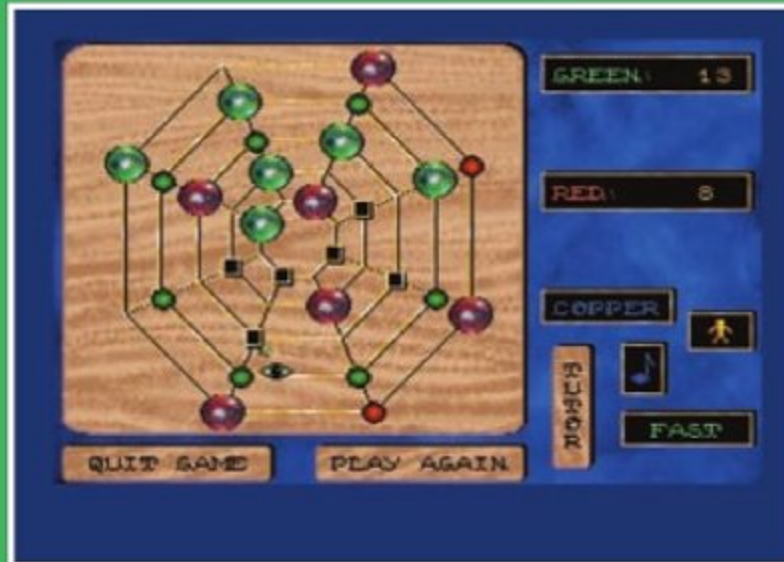 GREEN: 13
RED: 8
COPPER
TUTOR
FAST
QUIT GAME
PLAY AGAIN